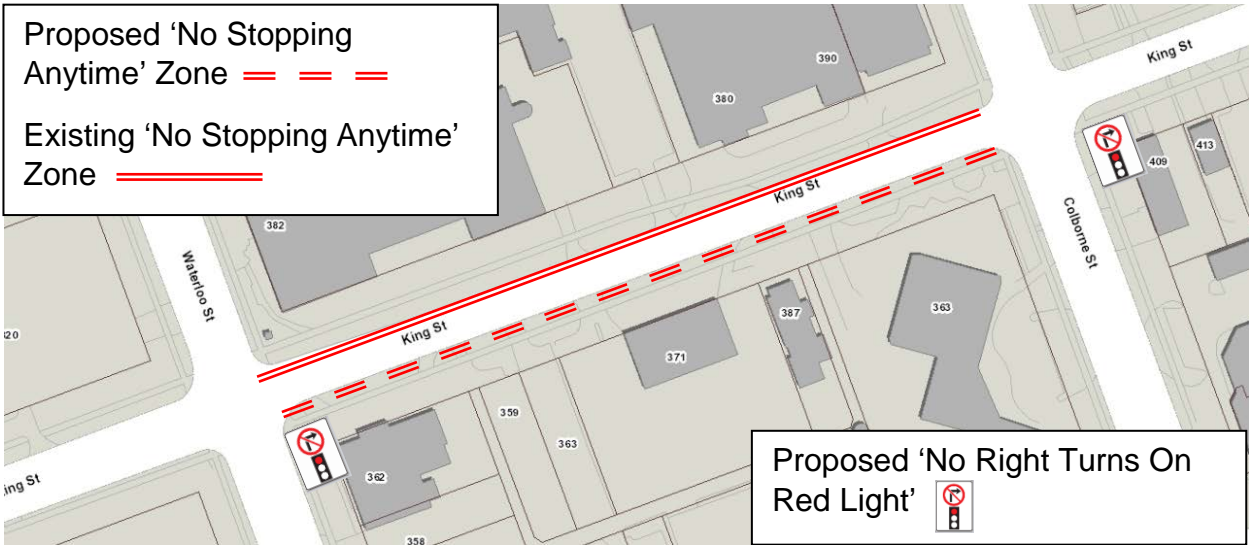 Proposed ‘No Stopping
Anytime’ Zone
Existing ‘No Stopping Anytime’
Zone
King St
390
380
413
409
King St
382
Colborne St
Waterloo St
387
363
320
King St
371
359
363
362
ing St
358
Proposed ‘No Right Turns On
Red Light’